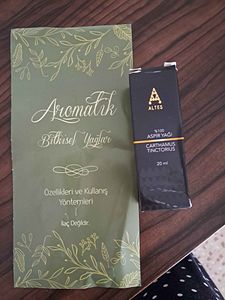 Aromatik
Bitkisel Yağlar
Özellikleri ve Kullanış
Yöntemleri
İlaç Değildir.
ALTES
%100
ASPİR YAĞI
CARTHAMUS
TINCTORIUS
20 ml